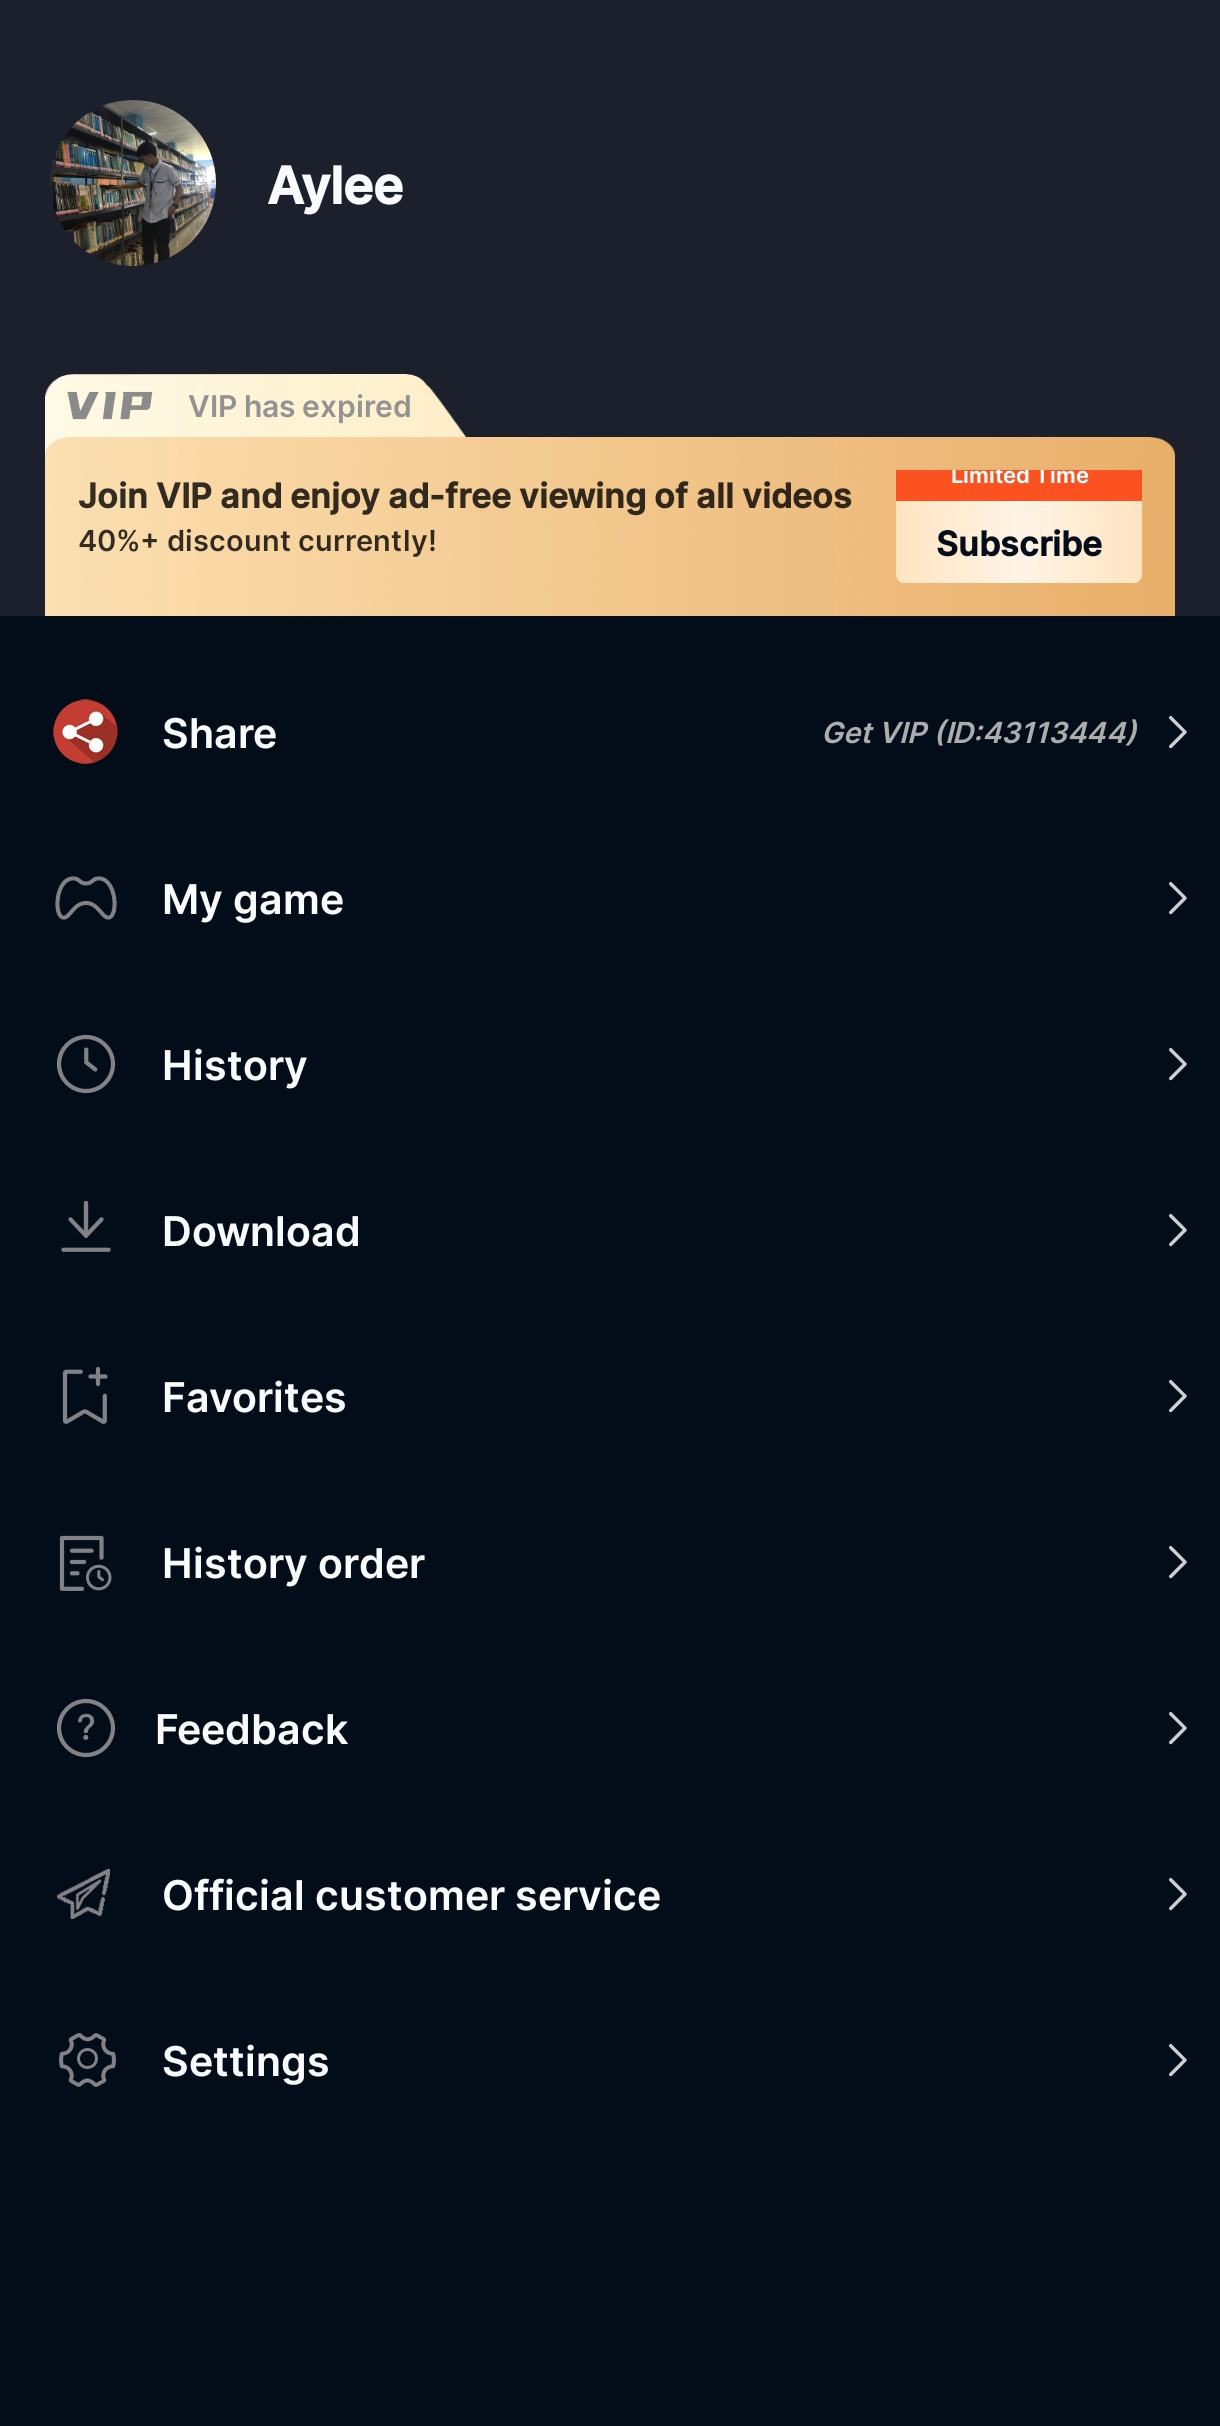 Aylee
VIP VIP has expired
Join VIP and enjoy ad-free viewing of all videos
40%+ discount currently!
Limited Time
Subscribe
Share Get VIP (ID:43113444)
My game
History
Download
Favorites
History order
Feedback
Official customer service
Settings